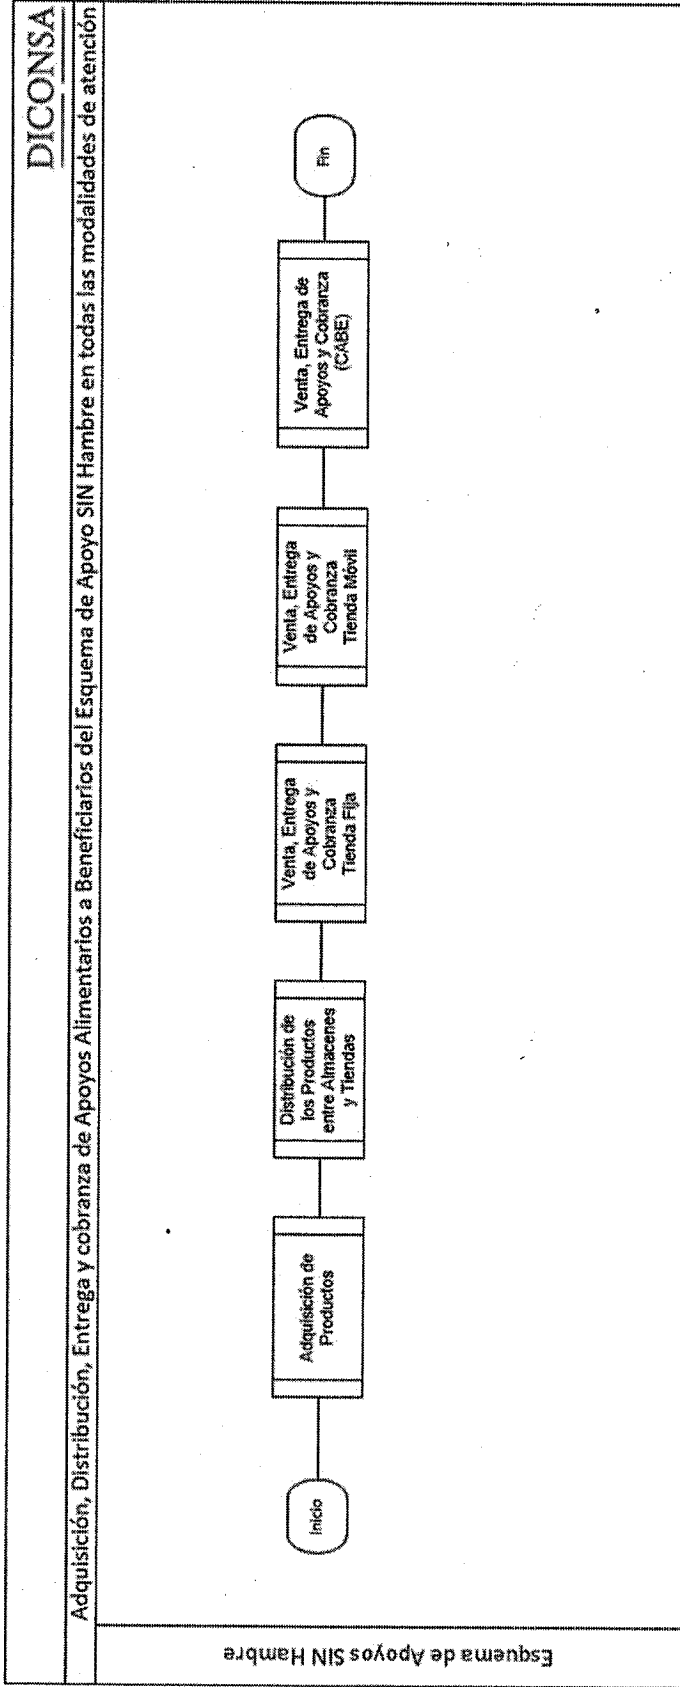 DICONSA
Adquisición, Distribución, Entrega y cobranza de Apoyos Alimentarios a Beneficiarios del Esquema de Apoyo SIN Hambre en todas las modalidades de atención
Esquema de Apoyos SIN Hambre
Inicio
Adquisición de
Productos
Distribución de
los Productos
entre Almacenes
y Tiendas
Venta, Entrega
de Apoyos y
Cobranza
Tienda Fija
Venta, Entrega
de Apoyos y
Cobranza
Tienda Móvil
Venta, Entrega de
Apoyos y Cobranza
(CABE)
Fin